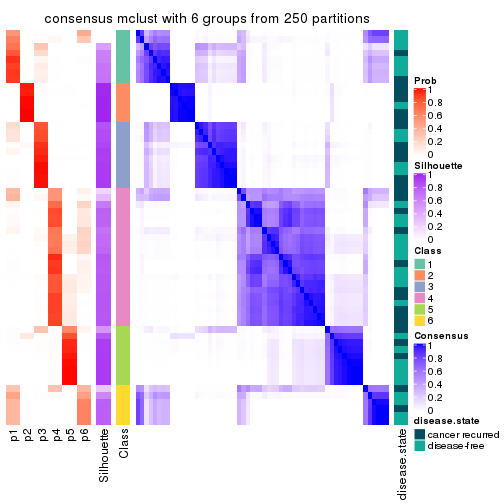 consensus mclust with 6 groups from 250 partitions
Prob
1
0.8
0.6
0.4
0.2
0
Silhouette
1
0.8
0.6
0.4
0.2
0
Class
1
2
3
4
5
6
Consensus
1
0.8
0.6
0.4
0.2
0
disease.state
cancer recurred
disease-free
p1
p2
p3
p4
p5
p6
Silhouette
Class
disease.state